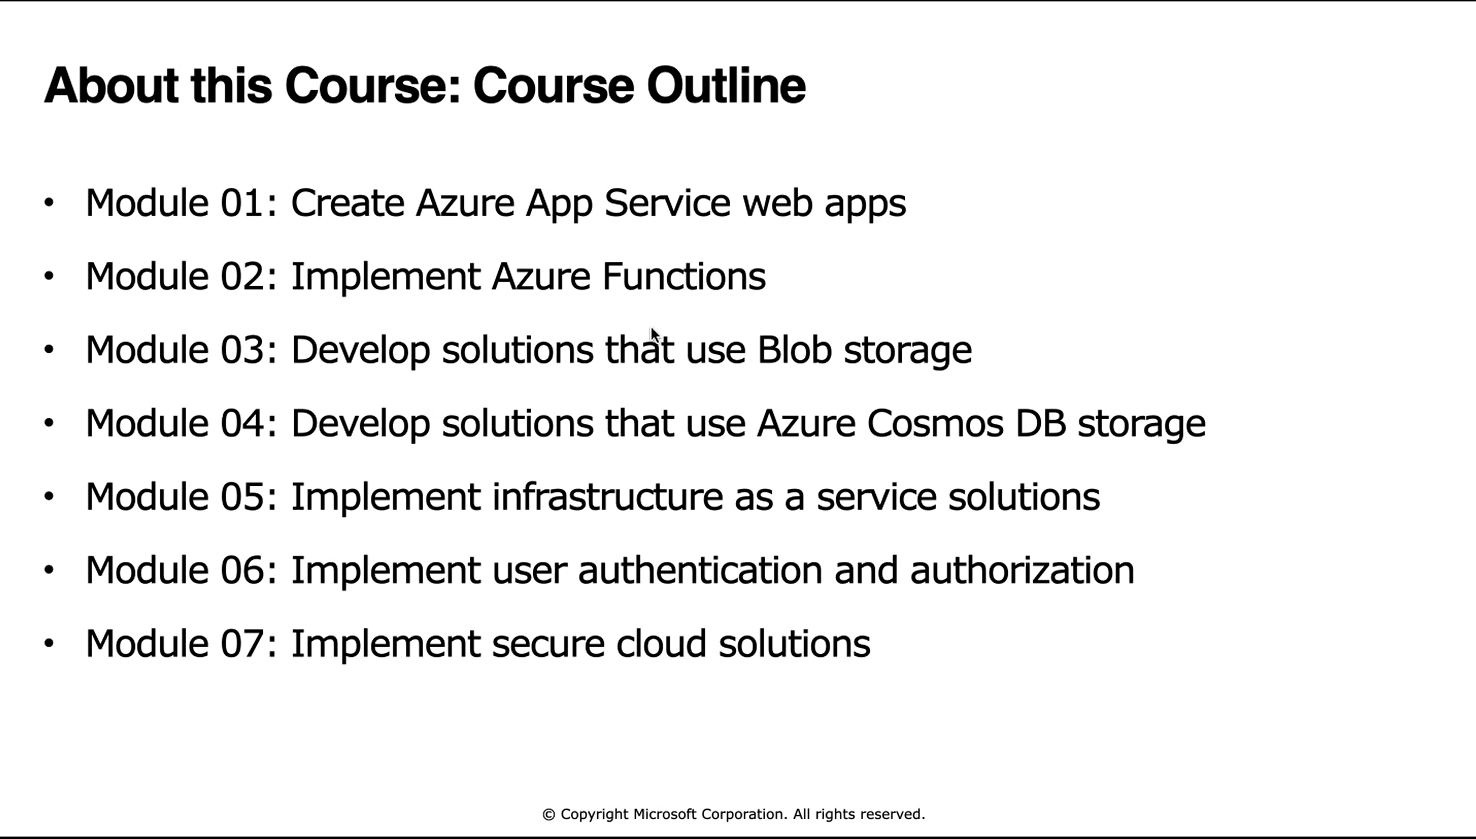 About this Course: Course Outline
• Module 01: Create Azure App Service web apps
• Module 02: Implement Azure Functions
• Module 03: Develop solutions that use Blob storage
• Module 04: Develop solutions that use Azure Cosmos DB storage
• Module 05: Implement infrastructure as a service solutions
• Module 06: Implement user authentication and authorization
• Module 07: Implement secure cloud solutions
© Copyright Microsoft Corporation. All rights reserved.